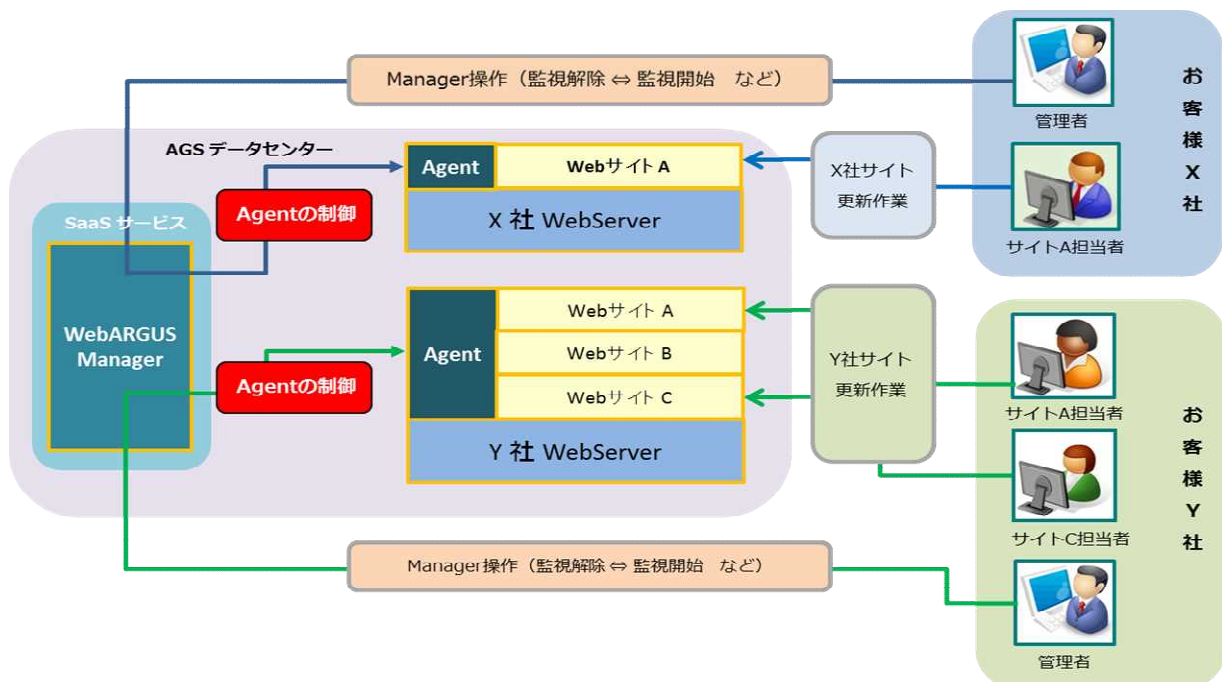 Manager操作（監視解除 ⇔ 監視開始　など）
管理者
お客様X社
AGS データセンター
Agent
Webサイト A
X社サイト
更新作業
サイトA担当者
Agentの制御
X 社 WebServer
SaaS サービス
WebARGUS
Manager
Agent
Webサイト A
Webサイト B
Webサイト C
Y社サイト
更新作業
サイトA担当者
お客様Y社
Agentの制御
Y 社 WebServer
サイトC担当者
Manager操作（監視解除 ⇔ 監視開始　など）
管理者